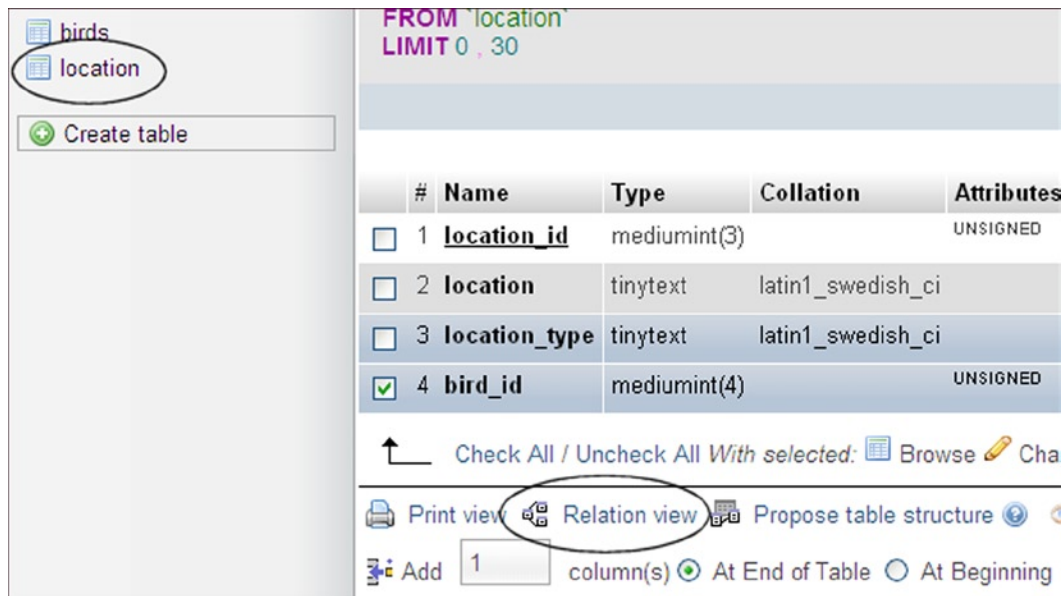 birds
location
Create table
FROM `location`
LIMIT 0 , 30
# Name Type Collation Attributes
1 location_id mediumint(3) UNSIGNED
2 location tinytext latin1_swedish_ci
3 location_type tinytext latin1_swedish_ci
4 bird_id mediumint(4) UNSIGNED
Check All / Uncheck All With selected: Browse Cha
Print view Relation view Propose table structure
Add 1 column(s) At End of Table At Beginning